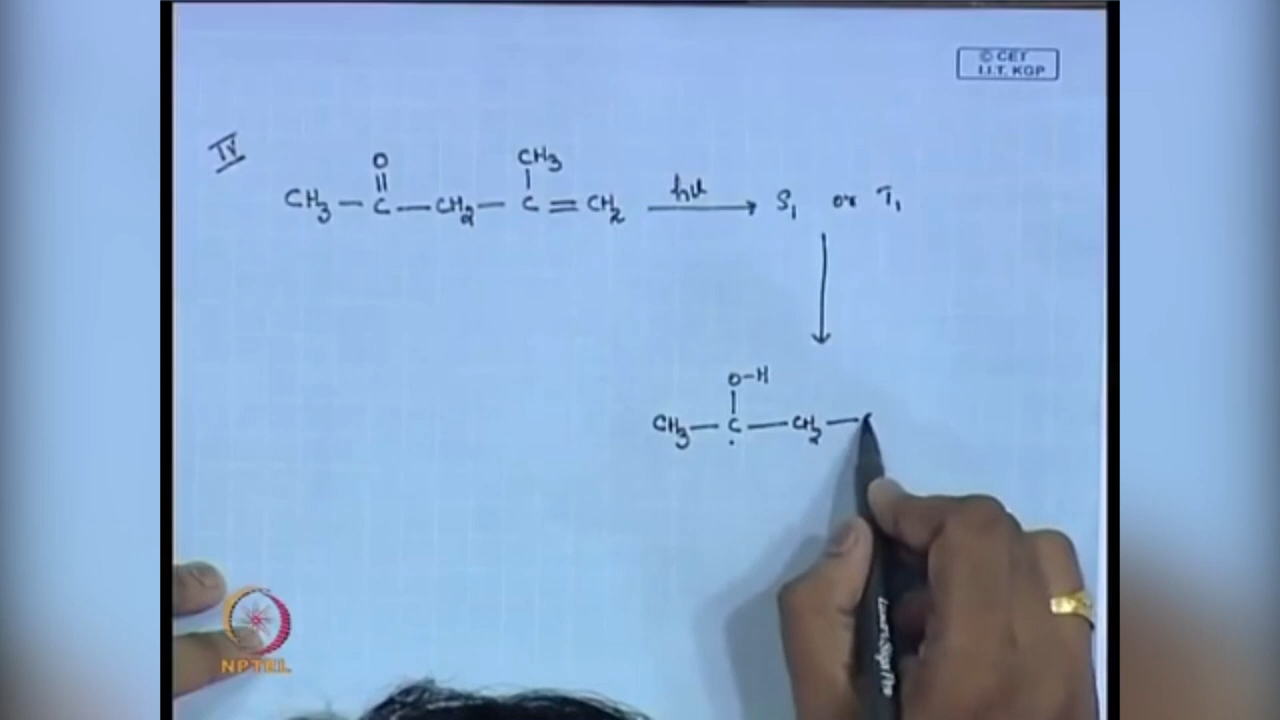 © CET
I.I.T. KGP
IV
O
||
CH3
|
CH3 — C — CH2 — C = CH2 hν → S1 or T1
O-H
|
CH3 — C — CH2 —
.
NPTEL